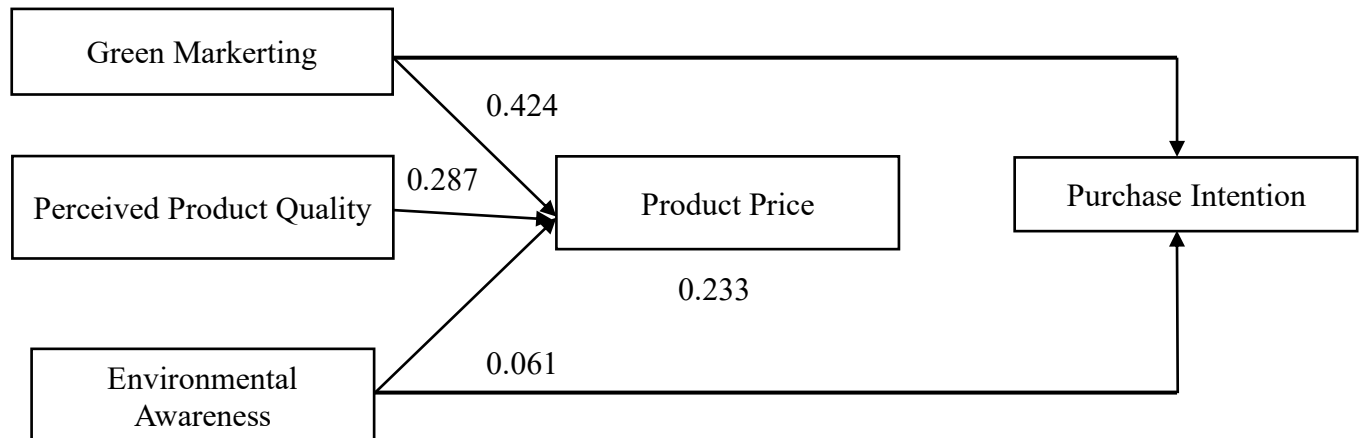 Green Markerting
0.424
0.287
Perceived Product Quality
Product Price
Purchase Intention
0.233
0.061
Environmental
Awareness